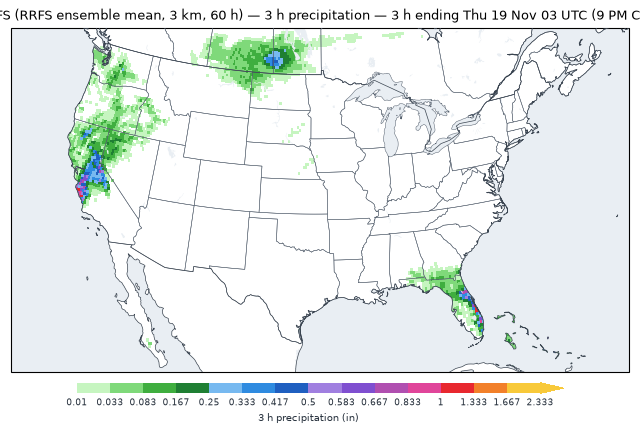 FS (RRFS ensemble mean, 3 km, 60 h) — 3 h precipitation — 3 h ending Thu 19 Nov 03 UTC (9 PM C
0.01 0.033 0.083 0.167 0.25 0.333 0.417 0.5 0.583 0.667 0.833 1 1.333 1.667 2.333
3 h precipitation (in)